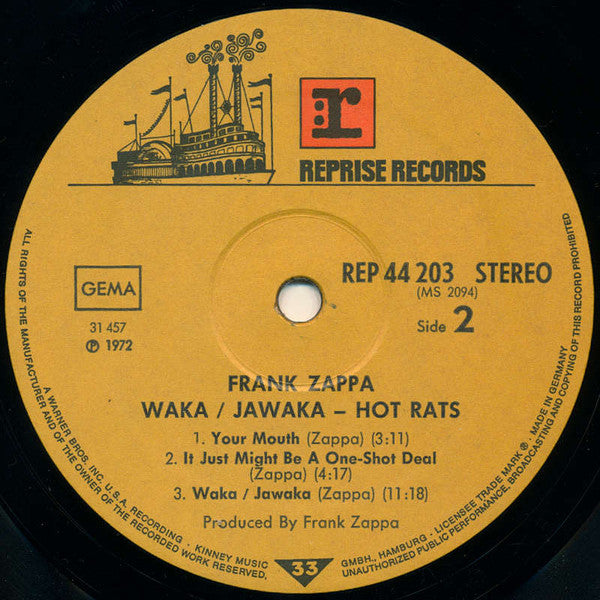 r
REPRISE RECORDS
GEMA
31 457
℗ 1972
REP 44 203 STEREO
(MS 2094)
Side 2
FRANK ZAPPA
WAKA / JAWAKA – HOT RATS
1. Your Mouth (Zappa) (3:11)
2. It Just Might Be A One-Shot Deal
(Zappa) (4:17)
3. Waka / Jawaka (Zappa) (11:18)
Produced By Frank Zappa
33
ALL RIGHTS OF THE MANUFACTURER AND OF THE OWNER OF THE RECORDED WORK RESERVED.
A WARNER BROS. INC. U.S.A. RECORDING · KINNEY MUSIC GMBH., HAMBURG · LICENSEE TRADE MARK ® · MADE IN GERMANY
UNAUTHORIZED PUBLIC PERFORMANCE, BROADCASTING AND COPYING OF THIS RECORD PROHIBITED